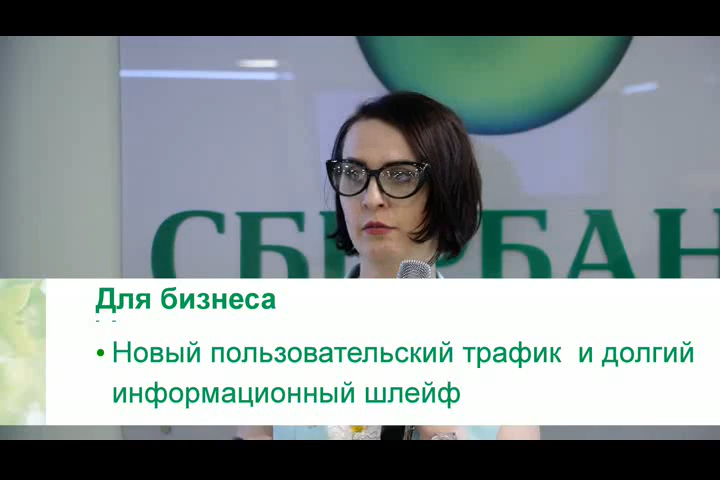 СБЕРБАН
Для бизнеса
• Новый пользовательский трафик и долгий
информационный шлейф